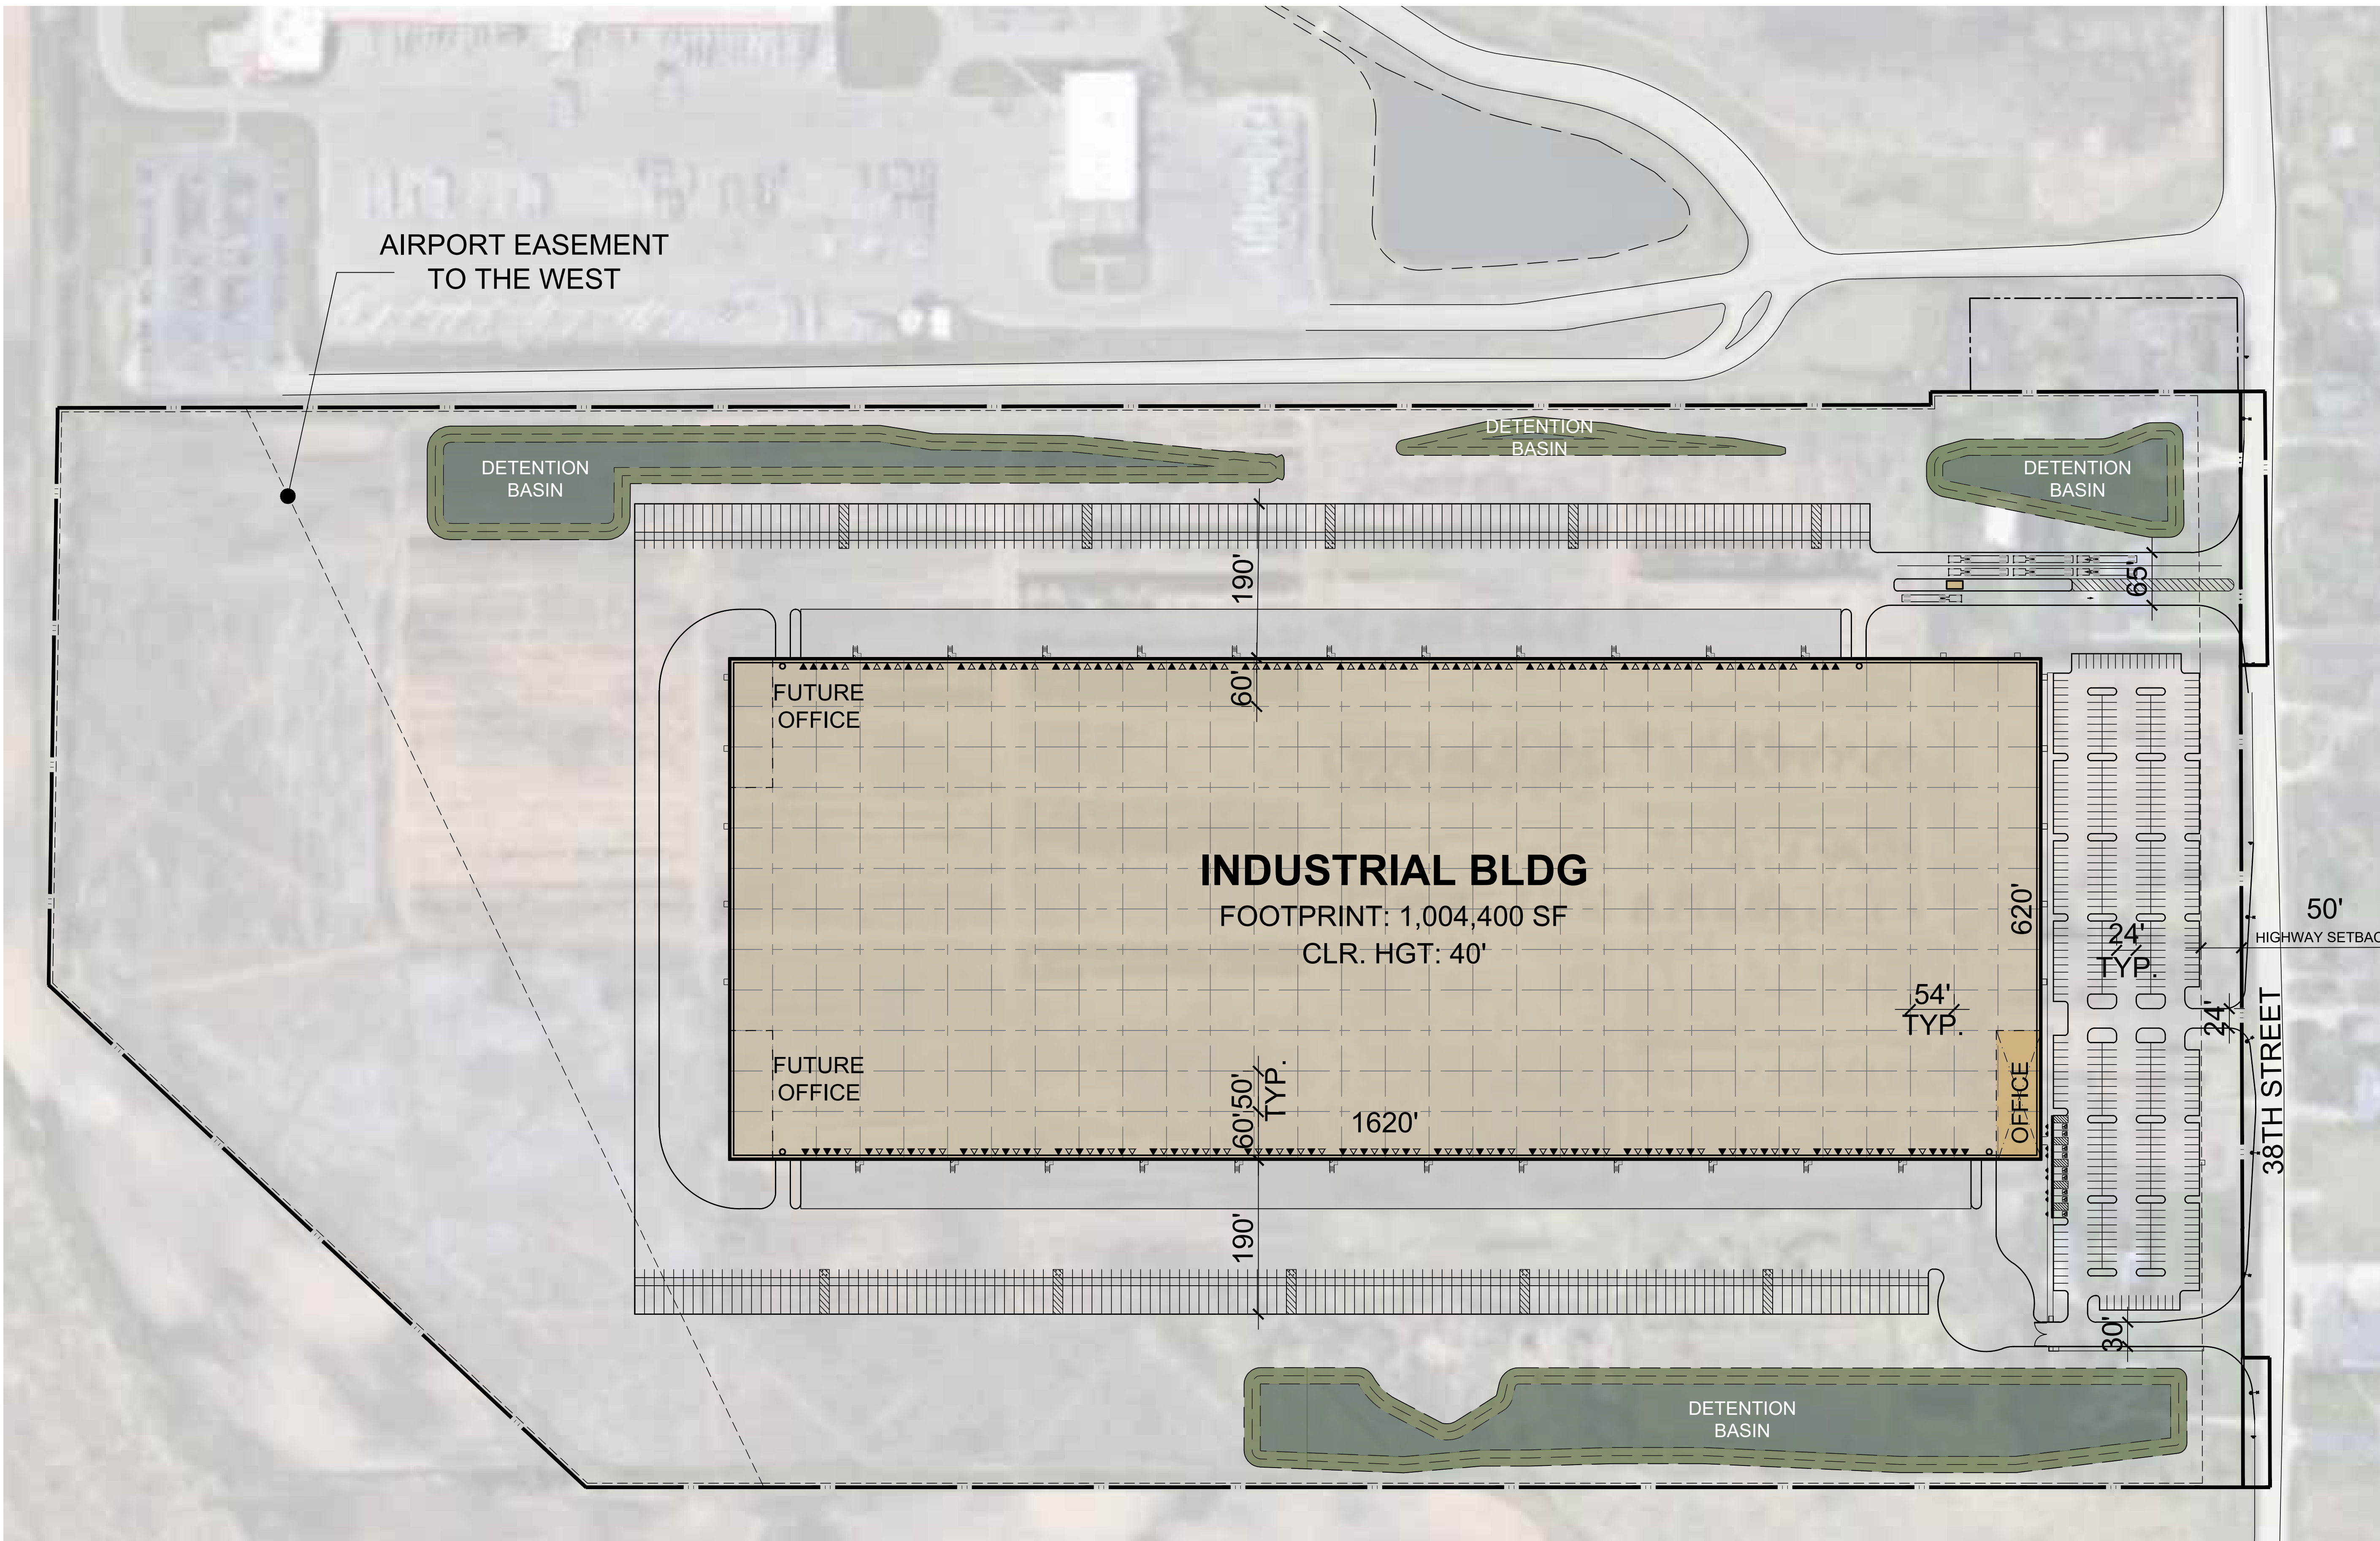 AIRPORT EASEMENT
TO THE WEST
DETENTION
BASIN
DETENTION
BASIN
DETENTION
BASIN
190'
65'
60'
FUTURE
OFFICE
INDUSTRIAL BLDG
FOOTPRINT: 1,004,400 SF
CLR. HGT: 40'
620'
24'
TYP.
50'
HIGHWAY SETBAC
54'
TYP.
24'
38TH STREET
FUTURE
OFFICE
60'
50'
TYP.
1620'
OFFICE
190'
30'
DETENTION
BASIN